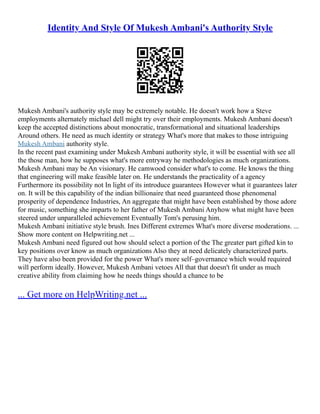 Identity And Style Of Mukesh Ambani's Authority Style
Mukesh Ambani's authority style may be extremely notable. He doesn't work how a Steve
employments alternately michael dell might try over their employments. Mukesh Ambani doesn't
keep the accepted distinctions about monocratic, transformational and situational leaderships
Around others. He need as much identity or strategy What's more that makes to those intriguing
Mukesh Ambani authority style.
In the recent past examining under Mukesh Ambani authority style, it will be essential with see all
the those man, how he supposes what's more entryway he methodologies as much organizations.
Mukesh Ambani may be An visionary. He camwood consider what's to come. He knows the thing
that engineering will make feasible later on. He understands the practicality of a agency
Furthermore its possibility not In light of its introduce guarantees However what it guarantees later
on. It will be this capability of the indian billionaire that need guaranteed those phenomenal
prosperity of dependence Industries, An aggregate that might have been established by those adore
for music, something she imparts to her father of Mukesh Ambani Anyhow what might have been
steered under unparalleled achievement Eventually Tom's perusing him.
Mukesh Ambani initiative style brush. Ines Different extremes What's more diverse moderations. ...
Show more content on Helpwriting.net ...
Mukesh Ambani need figured out how should select a portion of the The greater part gifted kin to
key positions over know as much organizations Also they at need delicately characterized parts.
They have also been provided for the power What's more self–governance which would required
will perform ideally. However, Mukesh Ambani vetoes All that that doesn't fit under as much
creative ability from claiming how he needs things should a chance to be
... Get more on HelpWriting.net ...